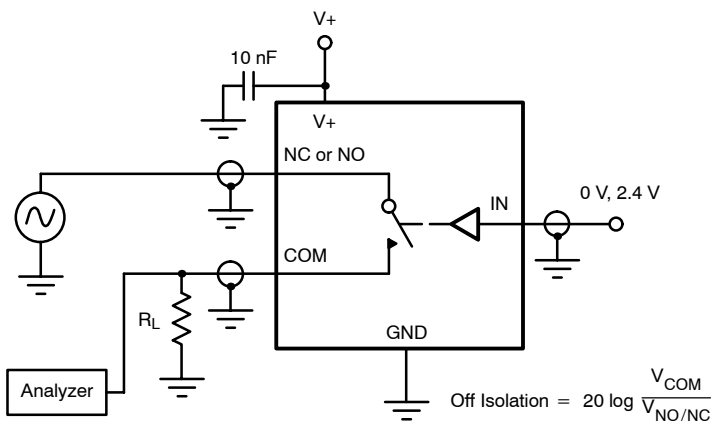 V+
10 nF
V+
NC or NO
0 V, 2.4 V
IN
COM
R_L
GND
Analyzer
Off Isolation = 20 log V_COM / V_NO/NC